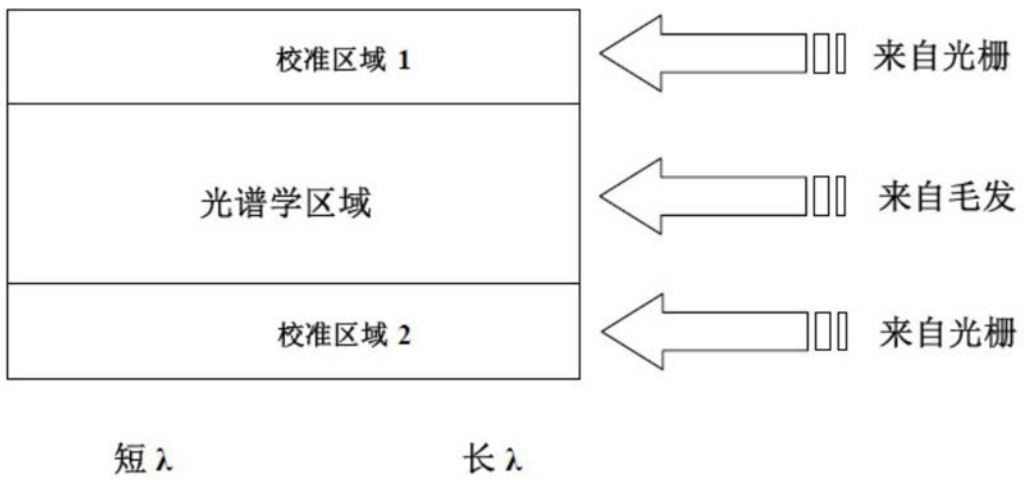 校准区域 1
来自光栅
光谱学区域
来自毛发
校准区域 2
来自光栅
短 λ
长 λ